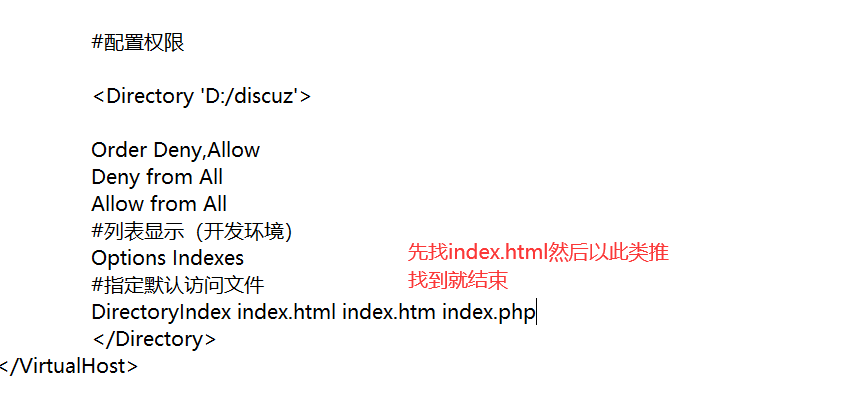 #配置权限
<Directory 'D:/discuz'>
Order Deny,Allow
Deny from All
Allow from All
#列表显示（开发环境）
Options Indexes
#指定默认访问文件
DirectoryIndex index.html index.htm index.php
</Directory>
</VirtualHost>
先找index.html然后以此类推
找到就结束